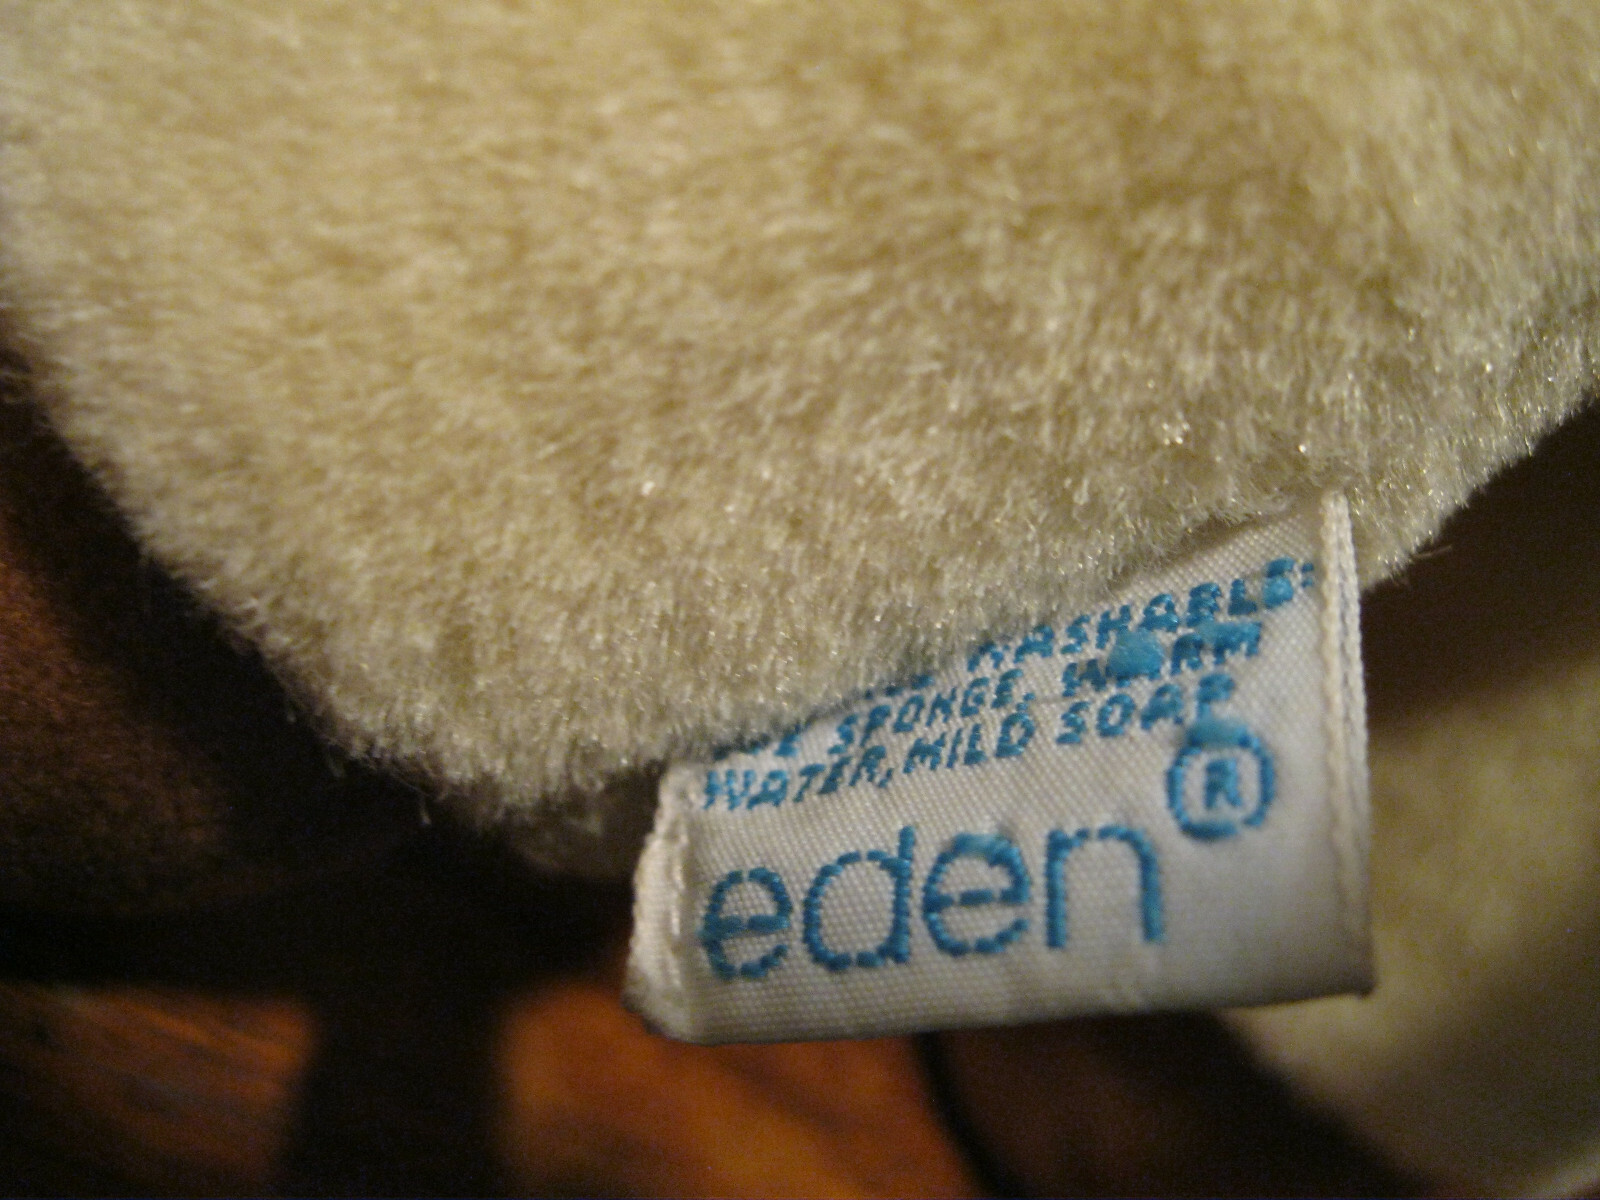 WASHABLE:
SPONGE, WARM
WATER, MILD SOAP
eden®